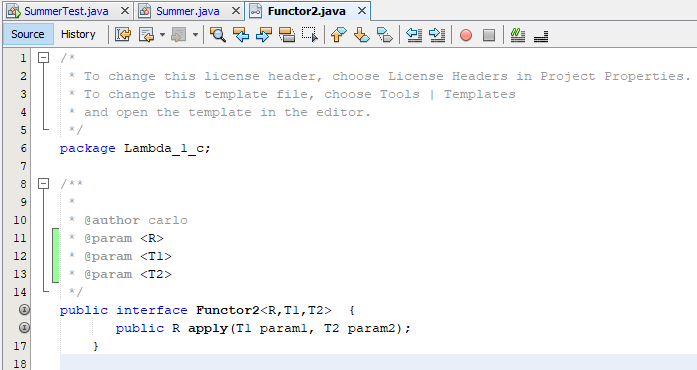 SummerTest.java Summer.java Functor2.java
Source History
1 /*
2 * To change this license header, choose License Headers in Project Properties.
3 * To change this template file, choose Tools | Templates
4 * and open the template in the editor.
5 */
6 package Lambda_1_c;
7
8 /**
9 *
10 * @author carlo
11 * @param <R>
12 * @param <T1>
13 * @param <T2>
14 */
public interface Functor2<R,T1,T2> {
public R apply(T1 param1, T2 param2);
17 }
18